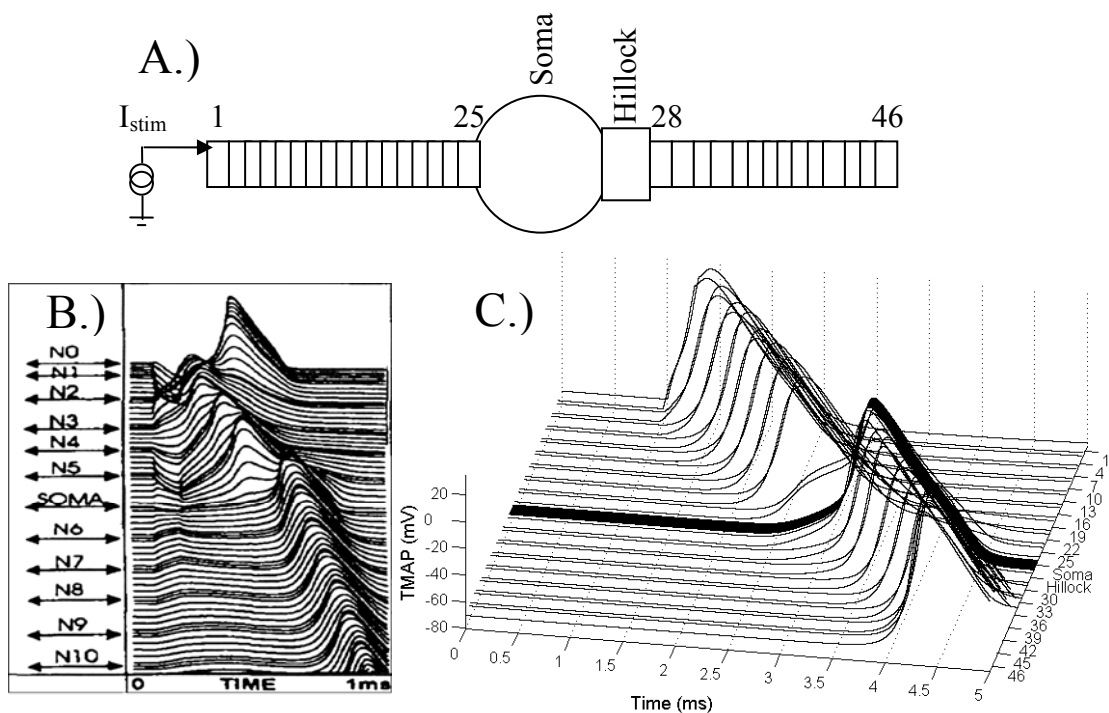 A.)
I_stim
1
25
Soma
Hillock
28
46
B.)
N0
N1
N2
N3
N4
N5
SOMA
N6
N7
N8
N9
N10
0 TIME 1ms
C.)
20
0
-20
-40
-60
-80
TMAP (mV)
0 0.5 1 1.5 2 2.5 3 3.5 4 4.5 5
Time (ms)
1
4
7
10
13
16
19
22
25
Soma
Hillock
30
33
36
39
42
45
46